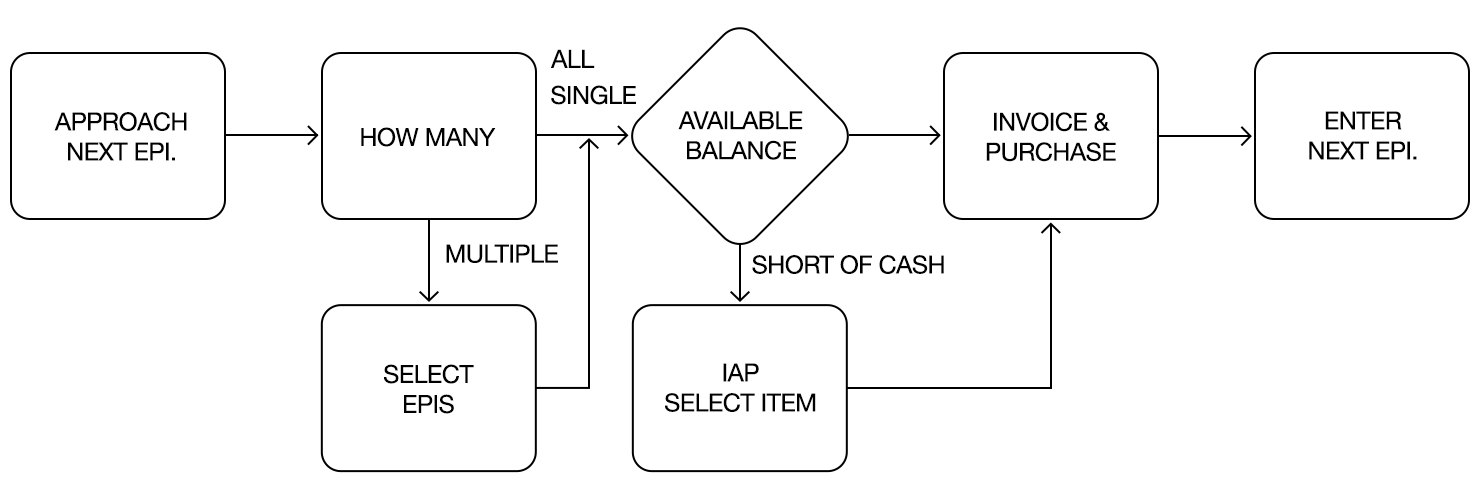 APPROACH
NEXT EPI.
HOW MANY
ALL
SINGLE
MULTIPLE
SELECT
EPIS
AVAILABLE
BALANCE
SHORT OF CASH
IAP
SELECT ITEM
INVOICE &
PURCHASE
ENTER
NEXT EPI.